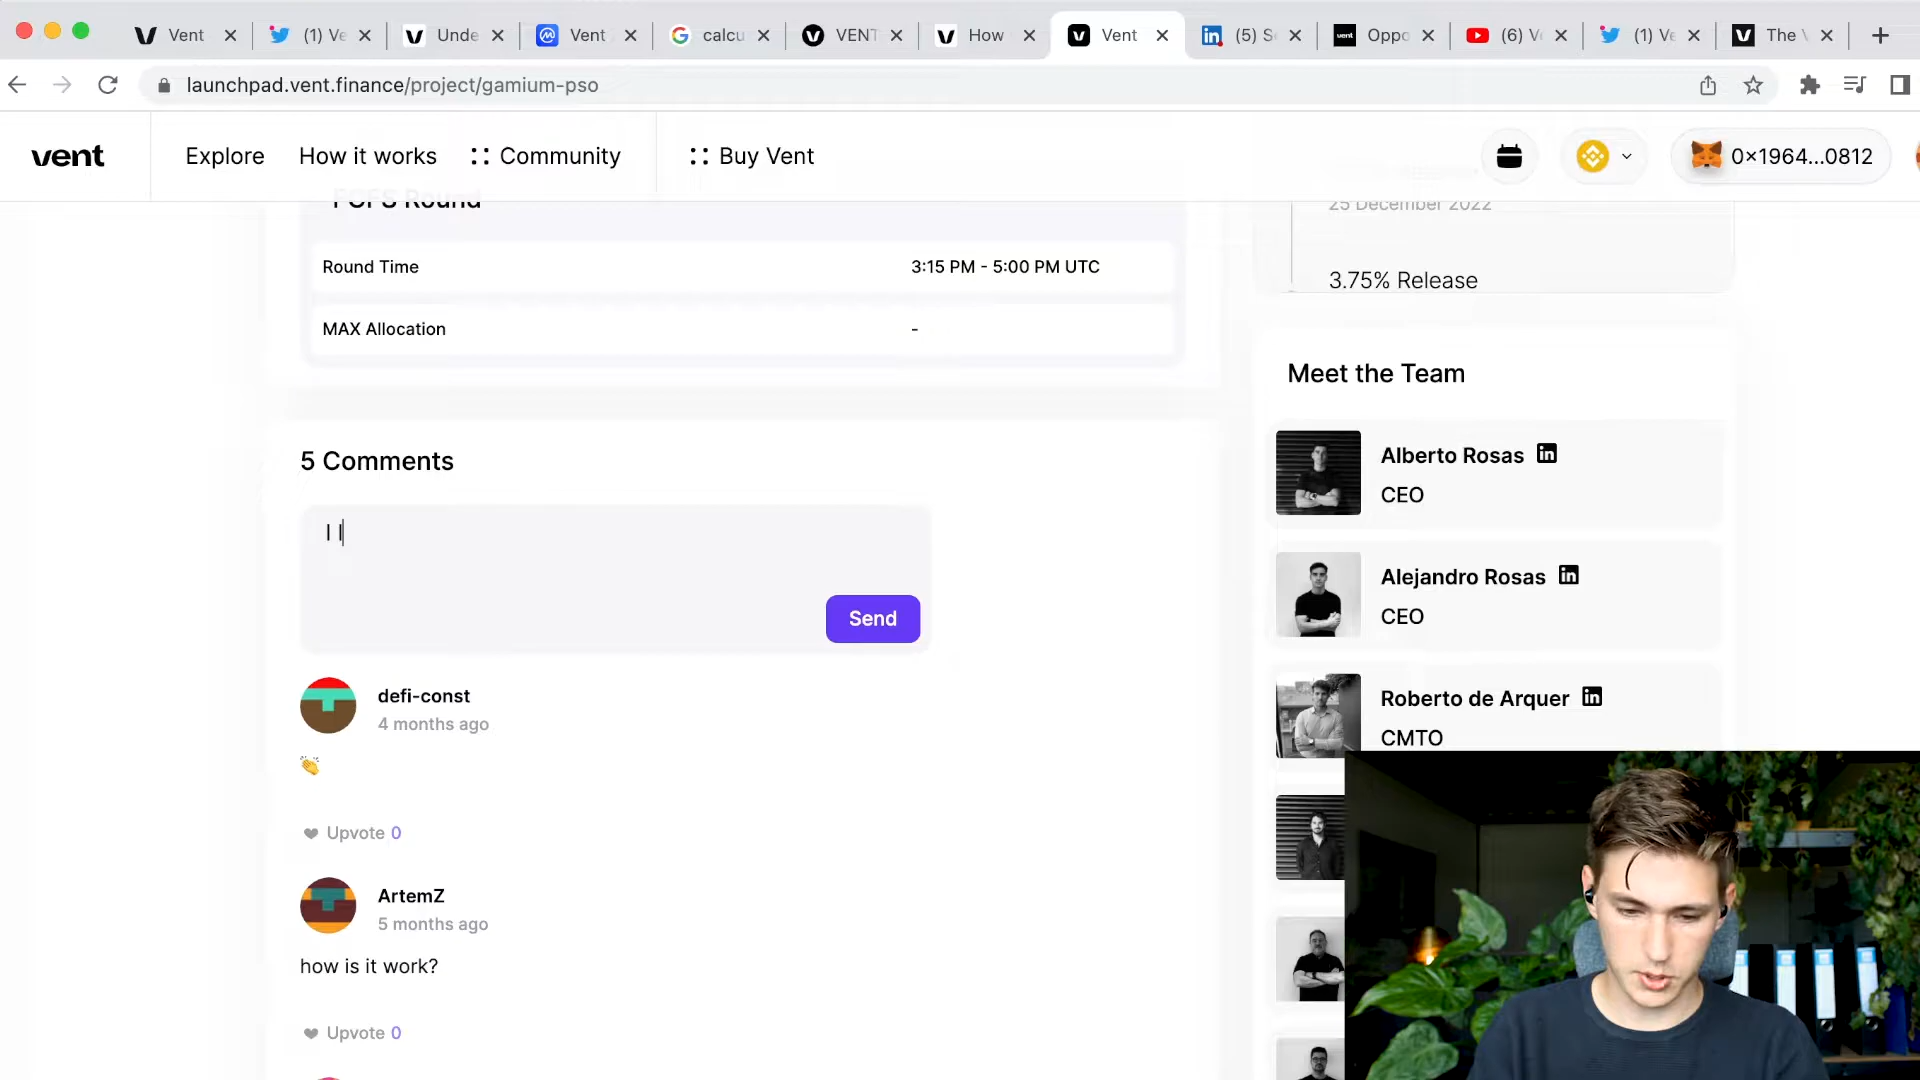 Vent
(1) Ve
Unde
Vent
calcu
VENT
How
Vent
(5) S
Oppo
(6) V
(1) Ve
The V
launchpad.vent.finance/project/gamium-pso
vent
Explore
How it works
Community
Buy Vent
0×1964...0812
FCFS Round
25 December 2022
Round Time
3:15 PM - 5:00 PM UTC
3.75% Release
MAX Allocation
-
Meet the Team
Alberto Rosas
CEO
Alejandro Rosas
CEO
Roberto de Arquer
CMTO
5 Comments
I l
Send
defi-const
4 months ago
👏
Upvote 0
ArtemZ
5 months ago
how is it work?
Upvote 0